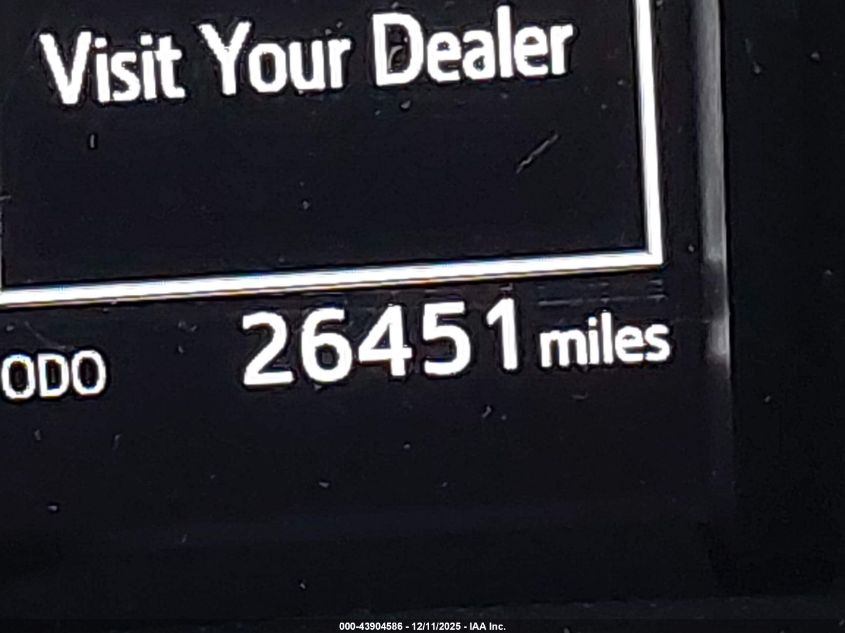 Visit Your Dealer
ODO 26451 miles
000-43904586 - 12/11/2025 - IAA Inc.